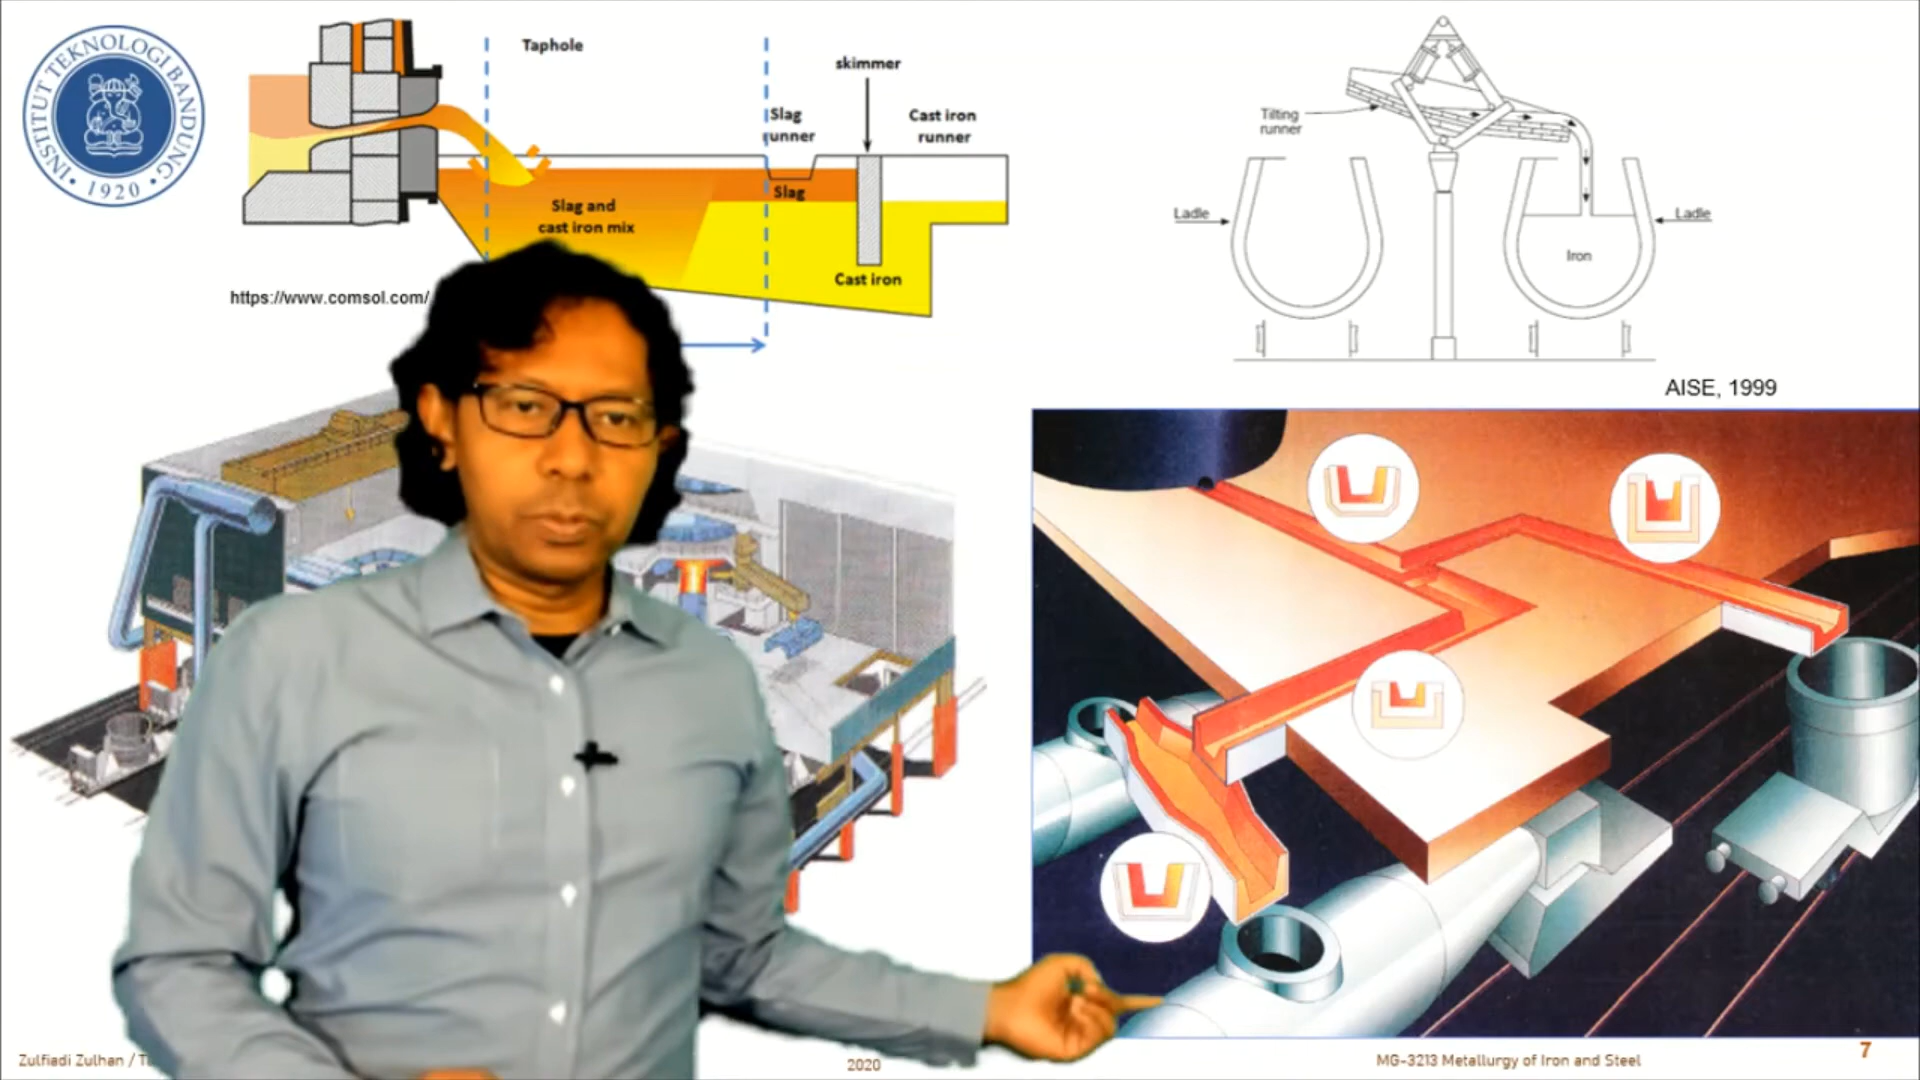 INSTITUT TEKNOLOGI BANDUNG
1920
Taphole
skimmer
Slag
runner
Cast iron
runner
Slag
Slag and
cast iron mix
Cast iron
https://www.comsol.com/
Tilting
runner
Ladle
Ladle
Iron
AISE, 1999
Zulfiadi Zulhan /
2020
MG-3213 Metallurgy of Iron and Steel
7